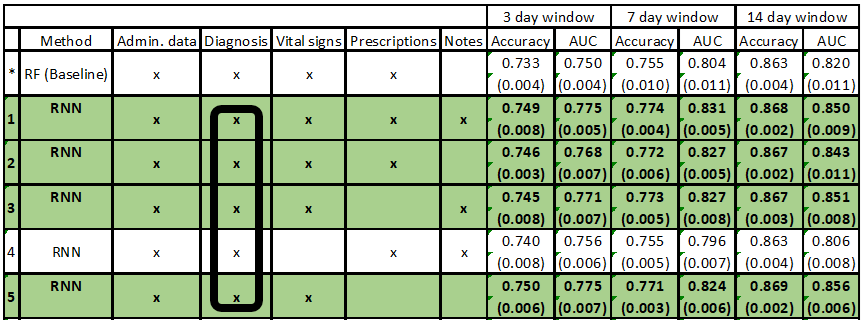 3 day window 7 day window 14 day window
Method Admin. data Diagnosis Vital signs Prescriptions Notes Accuracy AUC Accuracy AUC Accuracy AUC
* RF (Baseline) x x x x 0.733 0.750 0.755 0.804 0.863 0.820
(0.004) (0.004) (0.010) (0.011) (0.004) (0.011)
1 RNN x x x x x 0.749 0.775 0.774 0.831 0.868 0.850
(0.008) (0.005) (0.004) (0.005) (0.002) (0.009)
2 RNN x x x x 0.746 0.768 0.772 0.827 0.867 0.843
(0.003) (0.007) (0.006) (0.005) (0.002) (0.011)
3 RNN x x x x 0.745 0.771 0.773 0.827 0.867 0.851
(0.008) (0.007) (0.005) (0.008) (0.003) (0.008)
4 RNN x x x x 0.740 0.756 0.755 0.796 0.863 0.806
(0.008) (0.006) (0.005) (0.007) (0.004) (0.008)
5 RNN x x x 0.750 0.775 0.771 0.824 0.869 0.856
(0.006) (0.007) (0.003) (0.006) (0.002) (0.006)